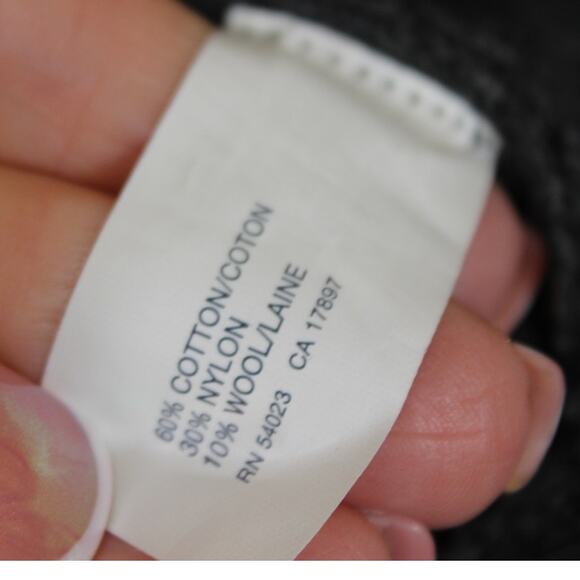 60% COTTON/COTON
30% NYLON
10% WOOL/LAINE
RN 54023 CA 17897